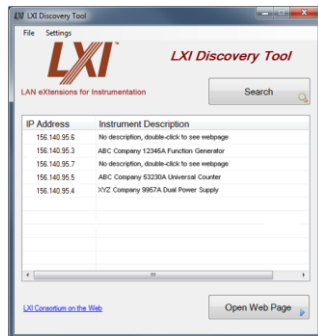 LXI LXI Discovery Tool
File Settings
LXI™
LXI Discovery Tool
LAN eXtensions for Instrumentation
Search
IP Address Instrument Description
156.140.95.6 No description, double-click to see webpage
156.140.95.3 ABC Company 12345A Function Generator
156.140.95.7 No description, double-click to see webpage
156.140.95.5 ABC Company 53230A Universal Counter
156.140.95.4 XYZ Company 9957A Dual Power Supply
LXI Consortium on the Web
Open Web Page